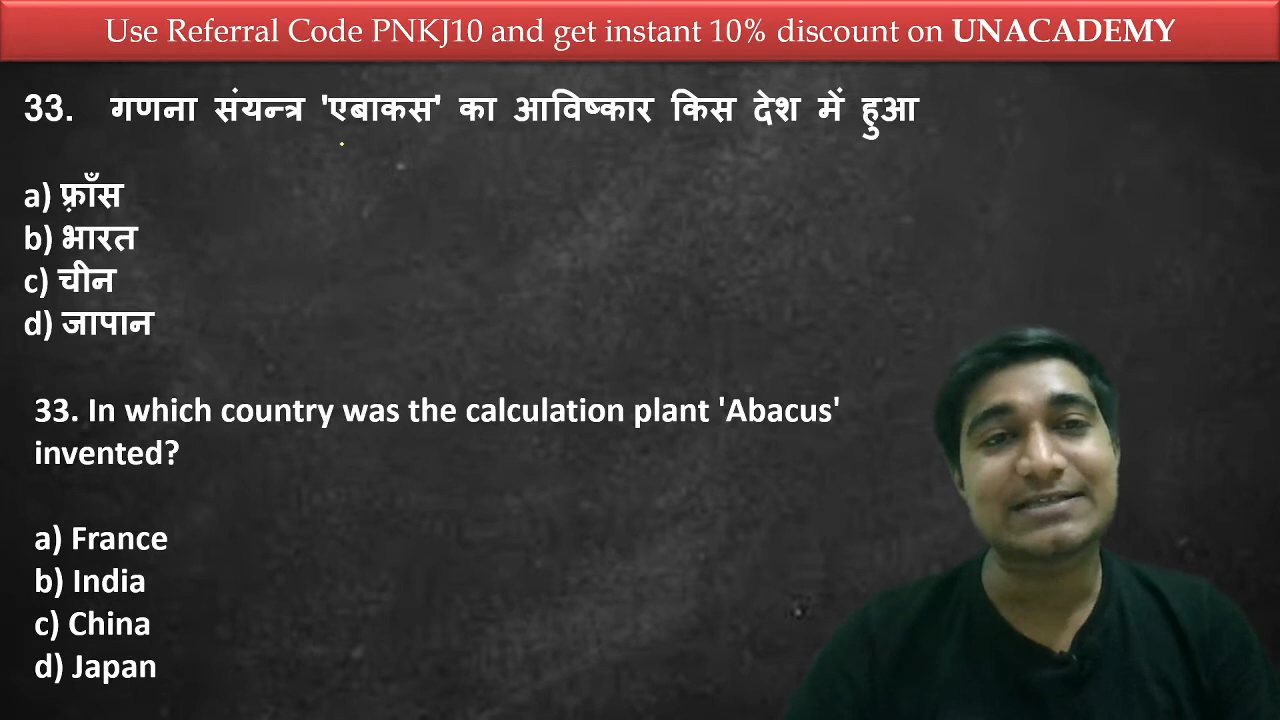 Use Referral Code PNKJ10 and get instant 10% discount on UNACADEMY
33. गणना संयन्त्र 'एबाकस' का आविष्कार किस देश में हुआ
a) फ़्राँस
b) भारत
c) चीन
d) जापान
33. In which country was the calculation plant 'Abacus'
invented?
a) France
b) India
c) China
d) Japan